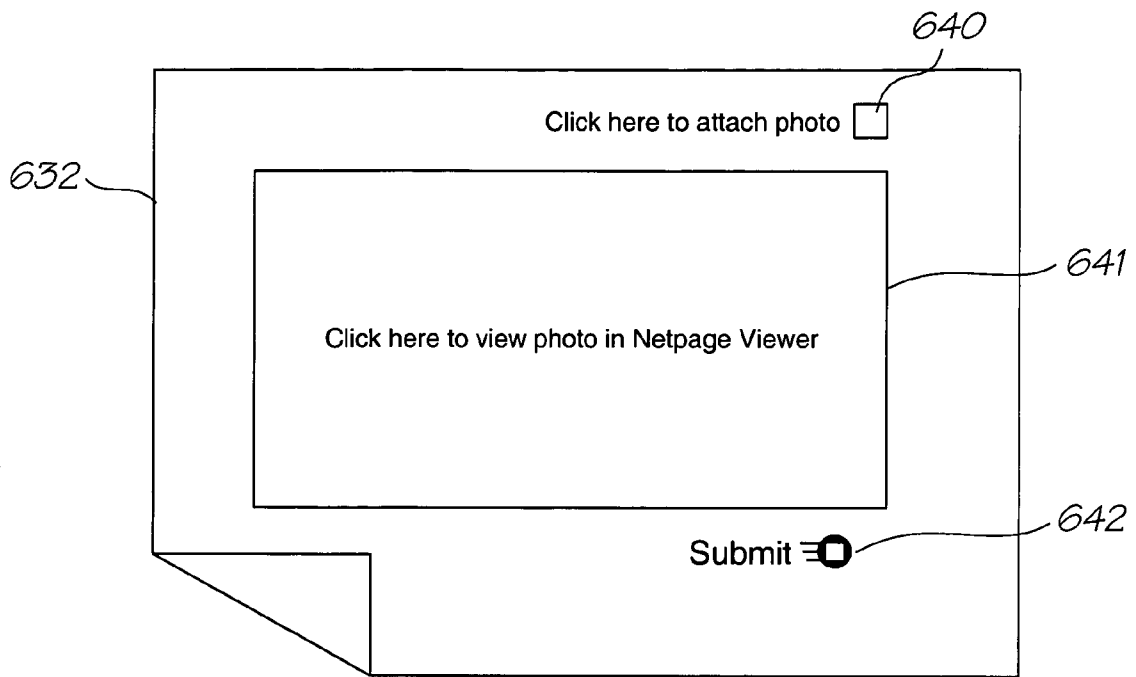 640
Click here to attach photo
632
641
Click here to view photo in Netpage Viewer
642
Submit